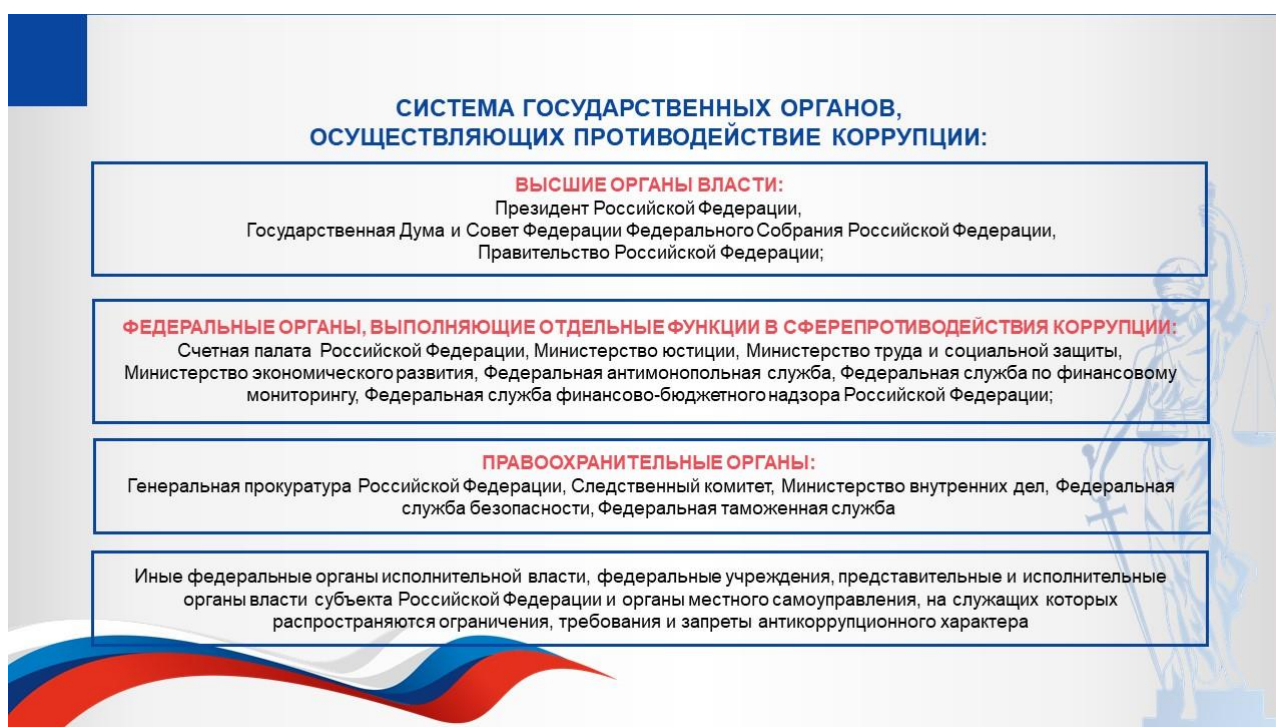 СИСТЕМА ГОСУДАРСТВЕННЫХ ОРГАНОВ,
ОСУЩЕСТВЛЯЮЩИХ ПРОТИВОДЕЙСТВИЕ КОРРУПЦИИ:
ВЫСШИЕ ОРГАНЫ ВЛАСТИ:
Президент Российской Федерации,
Государственная Дума и Совет Федерации Федерального Собрания Российской Федерации,
Правительство Российской Федерации;
ФЕДЕРАЛЬНЫЕ ОРГАНЫ, ВЫПОЛНЯЮЩИЕ ОТДЕЛЬНЫЕ ФУНКЦИИ В СФЕРЕПРОТИВОДЕЙСТВИЯ КОРРУПЦИИ:
Счетная палата Российской Федерации, Министерство юстиции, Министерство труда и социальной защиты,
Министерство экономического развития, Федеральная антимонопольная служба, Федеральная служба по финансовому
мониторингу, Федеральная служба финансово-бюджетного надзора Российской Федерации;
ПРАВООХРАНИТЕЛЬНЫЕ ОРГАНЫ:
Генеральная прокуратура Российской Федерации, Следственный комитет, Министерство внутренних дел, Федеральная
служба безопасности, Федеральная таможенная служба
Иные федеральные органы исполнительной власти, федеральные учреждения, представительные и исполнительные
органы власти субъекта Российской Федерации и органы местного самоуправления, на служащих которых
распространяются ограничения, требования и запреты антикоррупционного характера